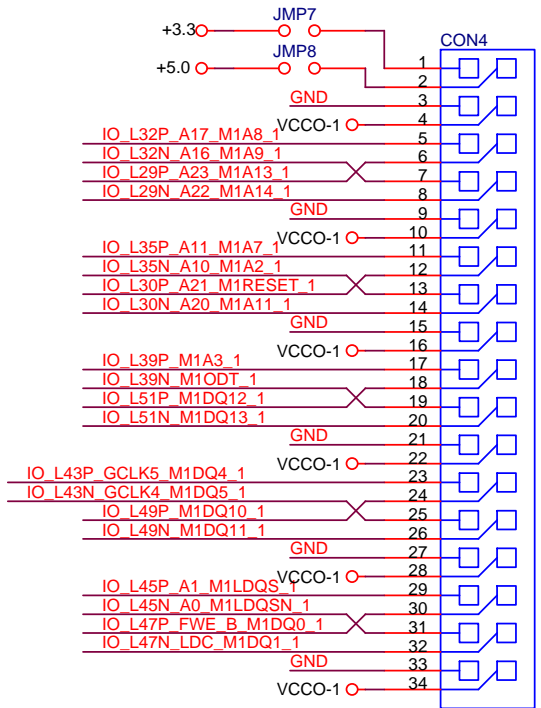 JMP7
+3.3
CON4
JMP8
+5.0
1
2
GND 3
VCCO-1 4
IO_L32P_A17_M1A8_1 5
IO_L32N_A16_M1A9_1 6
IO_L29P_A23_M1A13_1 7
IO_L29N_A22_M1A14_1 8
GND 9
VCCO-1 10
IO_L35P_A11_M1A7_1 11
IO_L35N_A10_M1A2_1 12
IO_L30P_A21_M1RESET_1 13
IO_L30N_A20_M1A11_1 14
GND 15
VCCO-1 16
IO_L39P_M1A3_1 17
IO_L39N_M1ODT_1 18
IO_L51P_M1DQ12_1 19
IO_L51N_M1DQ13_1 20
GND 21
VCCO-1 22
IO_L43P_GCLK5_M1DQ4_1 23
IO_L43N_GCLK4_M1DQ5_1 24
IO_L49P_M1DQ10_1 25
IO_L49N_M1DQ11_1 26
GND 27
VCCO-1 28
IO_L45P_A1_M1LDQS_1 29
IO_L45N_A0_M1LDQSN_1 30
IO_L47P_FWE_B_M1DQ0_1 31
IO_L47N_LDC_M1DQ1_1 32
GND 33
VCCO-1 34